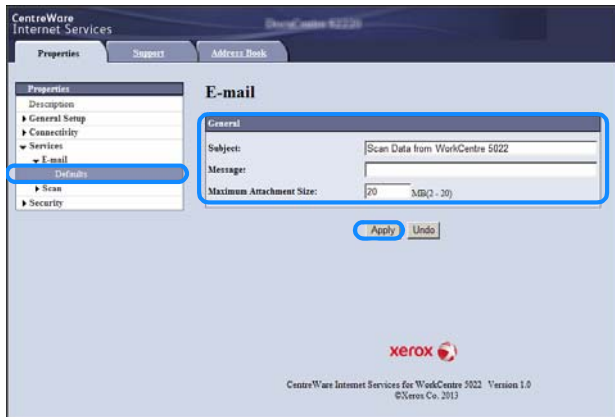 CentreWare
Internet Services
Properties
Support
Address Book
Properties
Description
General Setup
Connectivity
Services
E-mail
Defaults
Scan
Security
E-mail
General
Subject: Scan Data from WorkCentre 5022
Message:
Maximum Attachment Size: 20 MB(2 - 20)
Apply Undo
xerox
CentreWare Internet Services for WorkCentre 5022 Version 1.0
©Xerox Co. 2013